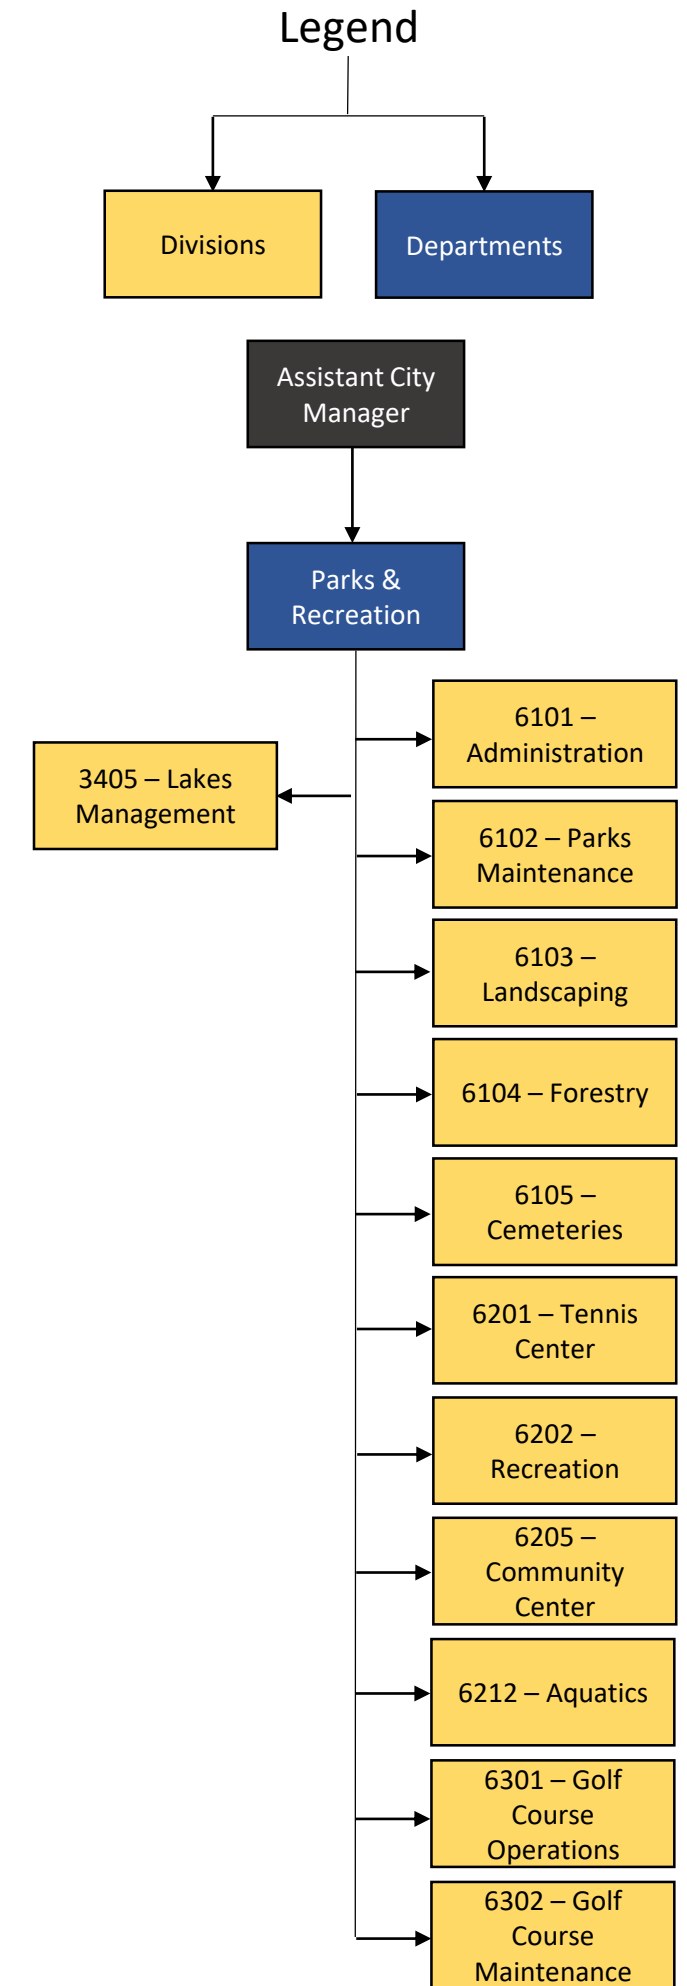 Legend
Divisions
Departments
Assistant City
Manager
Parks &
Recreation
6101 –
Administration
3405 – Lakes
Management
6102 – Parks
Maintenance
6103 –
Landscaping
6104 – Forestry
6105 –
Cemeteries
6201 – Tennis
Center
6202 –
Recreation
6205 –
Community
Center
6212 – Aquatics
6301 – Golf
Course
Operations
6302 – Golf
Course
Maintenance